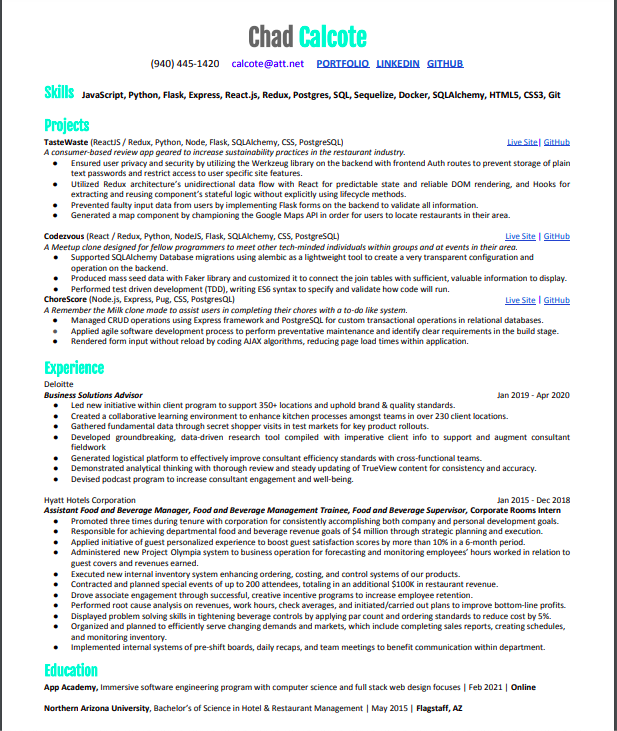 Chad Calcote
(940) 445-1420 calcote@att.net PORTFOLIO LINKEDIN GITHUB
Skills JavaScript, Python, Flask, Express, React.js, Redux, Postgres, SQL, Sequelize, Docker, SQLAlchemy, HTML5, CSS3, Git
Projects
TasteWaste (ReactJS / Redux, Python, Node, Flask, SQLAlchemy, CSS, PostgreSQL) Live Site | GitHub
A consumer-based review app geared to increase sustainability practices in the restaurant industry.
● Ensured user privacy and security by utilizing the Werkzeug library on the backend with frontend Auth routes to prevent storage of plain
text passwords and restrict access to user specific site features.
● Utilized Redux architecture's unidirectional data flow with React for predictable state and reliable DOM rendering, and Hooks for
extracting and reusing component's stateful logic without explicitly using lifecycle methods.
● Prevented faulty input data from users by implementing Flask forms on the backend to validate all information.
● Generated a map component by championing the Google Maps API in order for users to locate restaurants in their area.
Codezvous (React / Redux, Python, NodeJS, Flask, SQLAlchemy, CSS, PostgreSQL) Live Site | GitHub
A Meetup clone designed for fellow programmers to meet other tech-minded individuals within groups and at events in their area.
● Supported SQLAlchemy Database migrations using alembic as a lightweight tool to create a very transparent configuration and
operation on the backend.
● Produced mass seed data with Faker library and customized it to connect the join tables with sufficient, valuable information to display.
● Performed test driven development (TDD), writing ES6 syntax to specify and validate how code will run.
ChoreScore (Node.js, Express, Pug, CSS, PostgresQL) Live Site | GitHub
A Remember the Milk clone made to assist users in completing their chores with a to-do like system.
● Managed CRUD operations using Express framework and PostgreSQL for custom transactional operations in relational databases.
● Applied agile software development process to perform preventative maintenance and identify clear requirements in the build stage.
● Rendered form input without reload by coding AJAX algorithms, reducing page load times within application.
Experience
Deloitte
Business Solutions Advisor Jan 2019 - Apr 2020
● Led new initiative within client program to support 350+ locations and uphold brand & quality standards.
● Created a collaborative learning environment to enhance kitchen processes amongst teams in over 230 client locations.
● Gathered fundamental data through secret shopper visits in test markets for key product rollouts.
● Developed groundbreaking, data-driven research tool compiled with imperative client info to support and augment consultant
fieldwork
● Generated logistical platform to effectively improve consultant efficiency standards with cross-functional teams.
● Demonstrated analytical thinking with thorough review and steady updating of TrueView content for consistency and accuracy.
● Devised podcast program to increase consultant engagement and well-being.
Hyatt Hotels Corporation Jan 2015 - Dec 2018
Assistant Food and Beverage Manager, Food and Beverage Management Trainee, Food and Beverage Supervisor, Corporate Rooms Intern
● Promoted three times during tenure with corporation for consistently accomplishing both company and personal development goals.
● Responsible for achieving departmental food and beverage revenue goals of $4 million through strategic planning and execution.
● Applied initiative of guest personalized experience to boost guest satisfaction scores by more than 10% in a 6-month period.
● Administered new Project Olympia system to business operation for forecasting and monitoring employees' hours worked in relation to
guest covers and revenues earned.
● Executed new internal inventory system enhancing ordering, costing, and control systems of our products.
● Contracted and planned special events of up to 200 attendees, totaling in an additional $100K in restaurant revenue.
● Drove associate engagement through successful, creative incentive programs to increase employee retention.
● Performed root cause analysis on revenues, work hours, check averages, and initiated/carried out plans to improve bottom-line profits.
● Displayed problem solving skills in tightening beverage controls by applying par count and ordering standards to reduce cost by 5%.
● Organized and planned to efficiently serve changing demands and markets, which include completing sales reports, creating schedules,
and monitoring inventory.
● Implemented internal systems of pre-shift boards, daily recaps, and team meetings to benefit communication within department.
Education
App Academy, Immersive software engineering program with computer science and full stack web design focuses | Feb 2021 | Online
Northern Arizona University, Bachelor's of Science in Hotel & Restaurant Management | May 2015 | Flagstaff, AZ